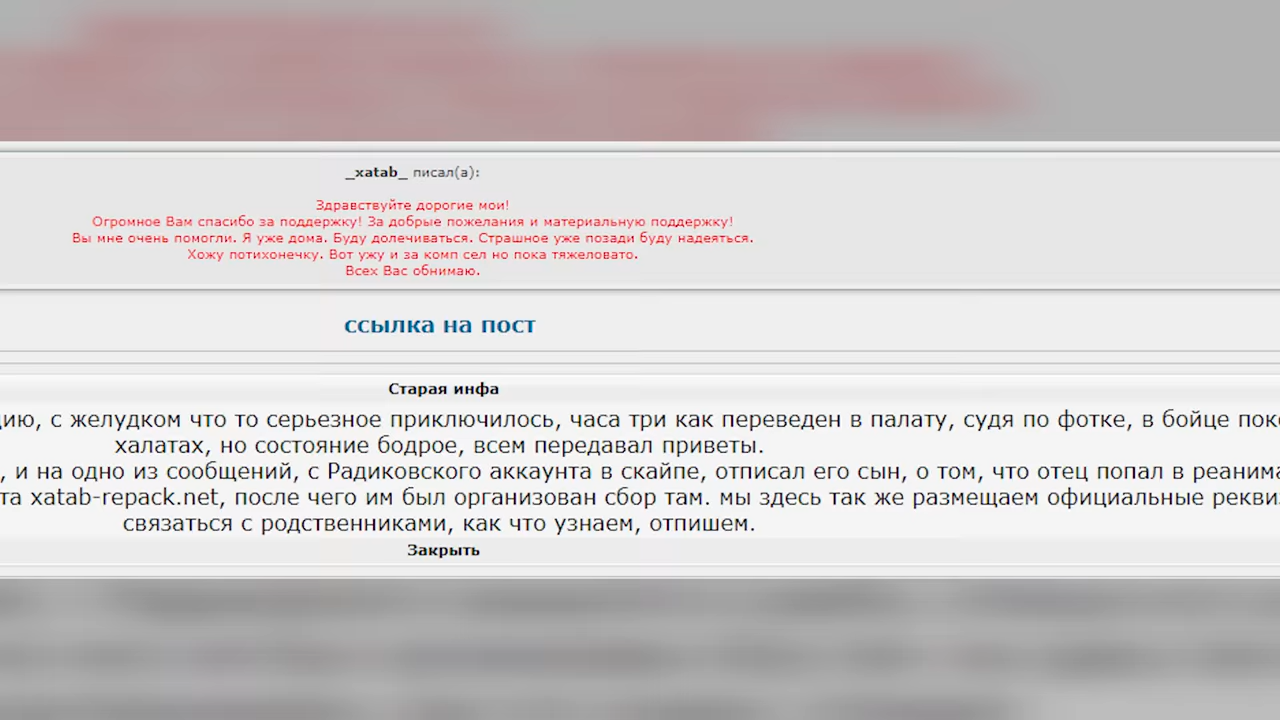 _xatab_ писал(а):
Здравствуйте дорогие мои!
Огромное Вам спасибо за поддержку! За добрые пожелания и материальную поддержку!
Вы мне очень помогли. Я уже дома. Буду долечиваться. Страшное уже позади буду надеяться.
Хожу потихонечку. Вот ужу и за комп сел но пока тяжеловато.
Всех Вас обнимаю.
ссылка на пост
Старая инфа
с желудком что то серьезное приключилось, часа три как переведен в палату, судя по фотке, в бойце
халатах, но состояние бодрое, всем передавал приветы.
, и на одно из сообщений, с Радиковского аккаунта в скайпе, отписал его сын, о том, что отец попал в
xatab-repack.net, после чего им был организован сбор там. мы здесь так же размещаем официальные
связаться с родственниками, как что узнаем, отпишем.
Закрыть